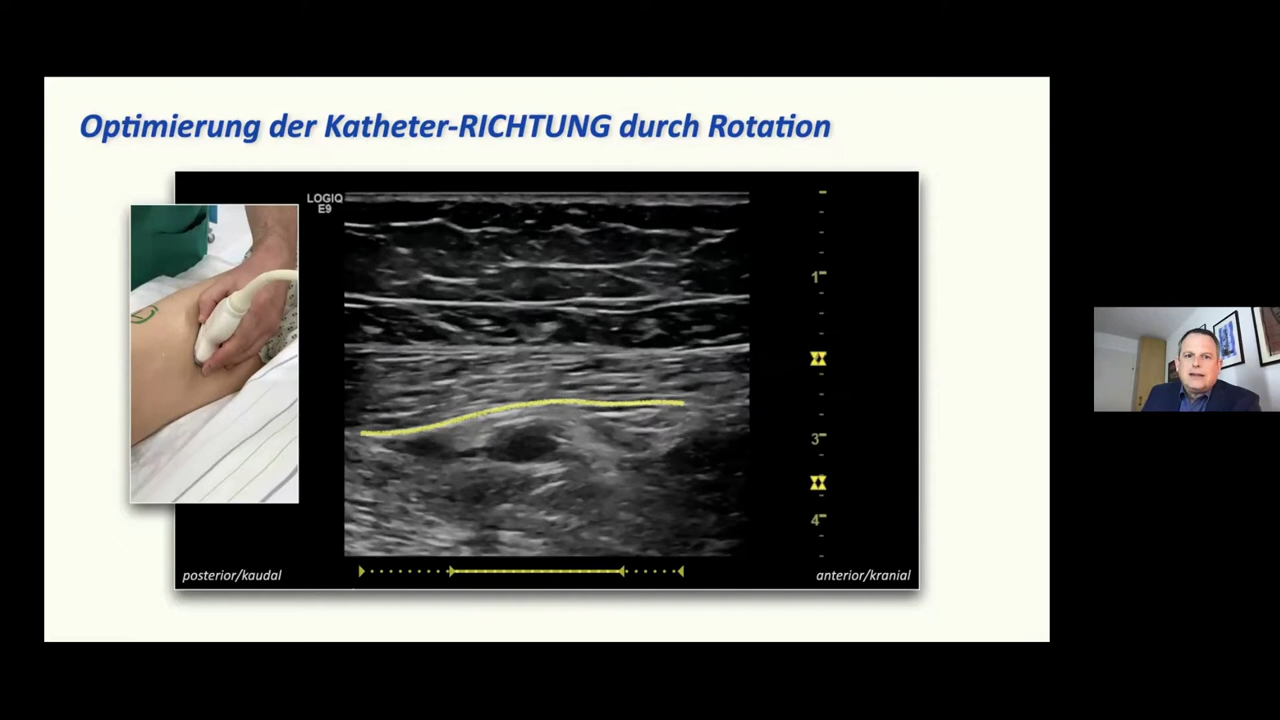 Optimierung der Katheter-RICHTUNG durch Rotation
LOGIQ
E9
1
3
4
posterior/kaudal
anterior/kranial